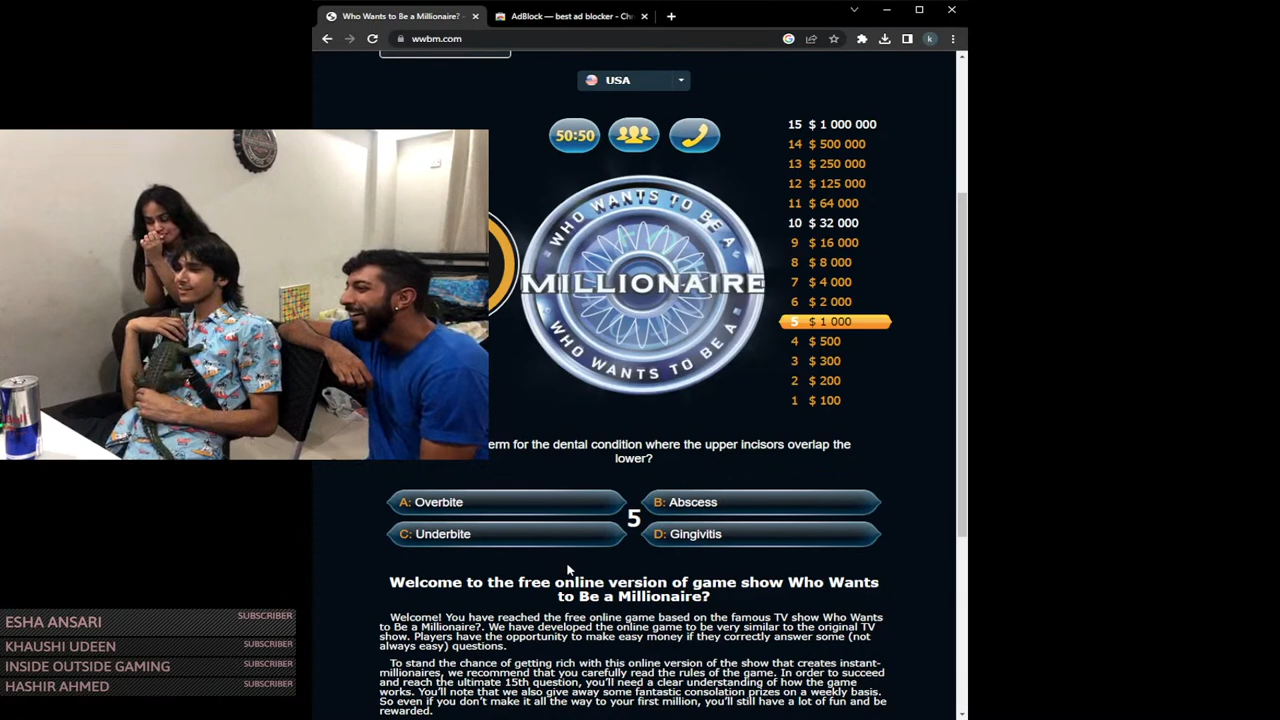 Who Wants to Be a Millionaire? -
AdBlock — best ad blocker - Chr
wwbm.com
k
USA
50:50
15 $ 1 000 000
14 $ 500 000
13 $ 250 000
12 $ 125 000
11 $ 64 000
10 $ 32 000
9 $ 16 000
8 $ 8 000
7 $ 4 000
6 $ 2 000
5 $ 1 000
4 $ 500
3 $ 300
2 $ 200
1 $ 100
WHO WANTS TO BE A
MILLIONAIRE
WHO WANTS TO BE A
erm for the dental condition where the upper incisors overlap the
lower?
A: Overbite
B: Abscess
5
C: Underbite
D: Gingivitis
Welcome to the free online version of game show Who Wants
to Be a Millionaire?
Welcome! You have reached the free online game based on the famous TV show Who Wants
to Be a Millionaire?. We have developed the online game to be very similar to the original TV
show. Players have the opportunity to make easy money if they correctly answer some (not
always easy) questions.
To stand the chance of getting rich with this online version of the show that creates instant-
millionaires, we recommend that you carefully read the rules of the game. In order to succeed
and reach the ultimate 15th question, you'll need a clear understanding of how the game
works. You'll note that we also give away some fantastic consolation prizes on a weekly basis.
So even if you don't make it all the way to your first million, you'll still have a lot of fun and be
rewarded.
ESHA ANSARI SUBSCRIBER
KHAUSHI UDEEN SUBSCRIBER
INSIDE OUTSIDE GAMING SUBSCRIBER
HASHIR AHMED SUBSCRIBER